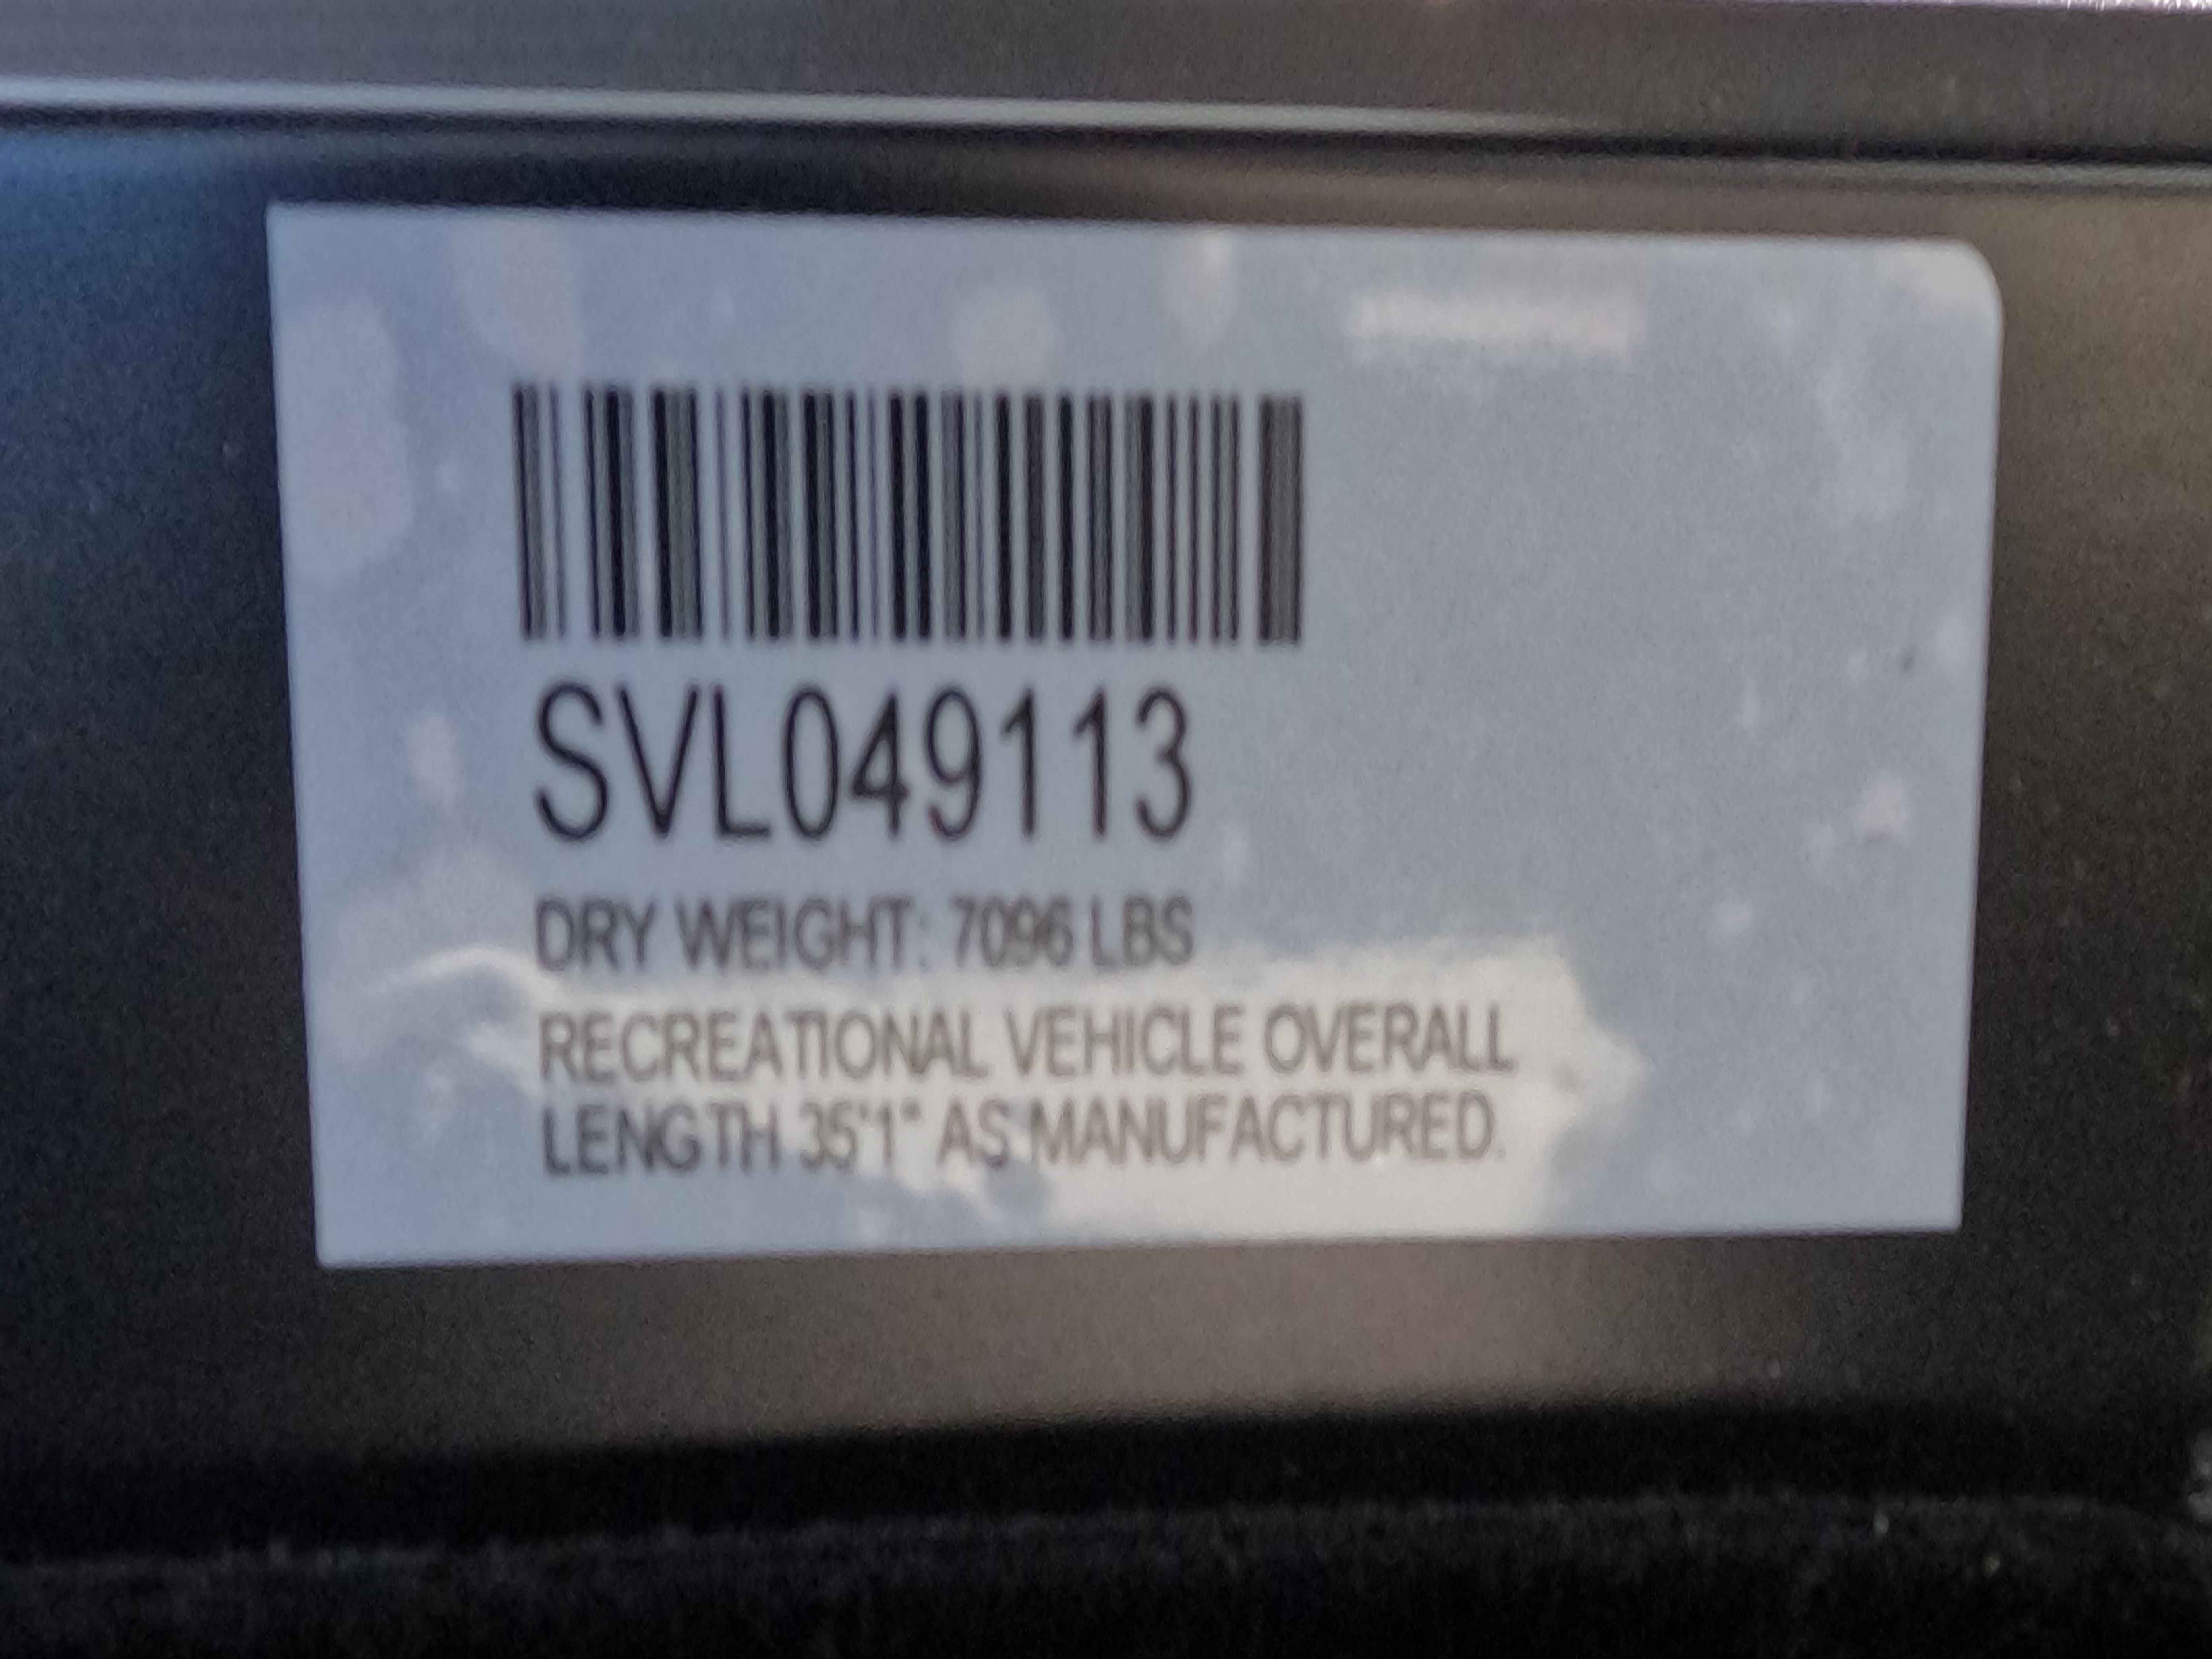 SVL049113
DRY WEIGHT: 7096 LBS
RECREATIONAL VEHICLE OVERALL
LENGTH 35'1" AS MANUFACTURED.